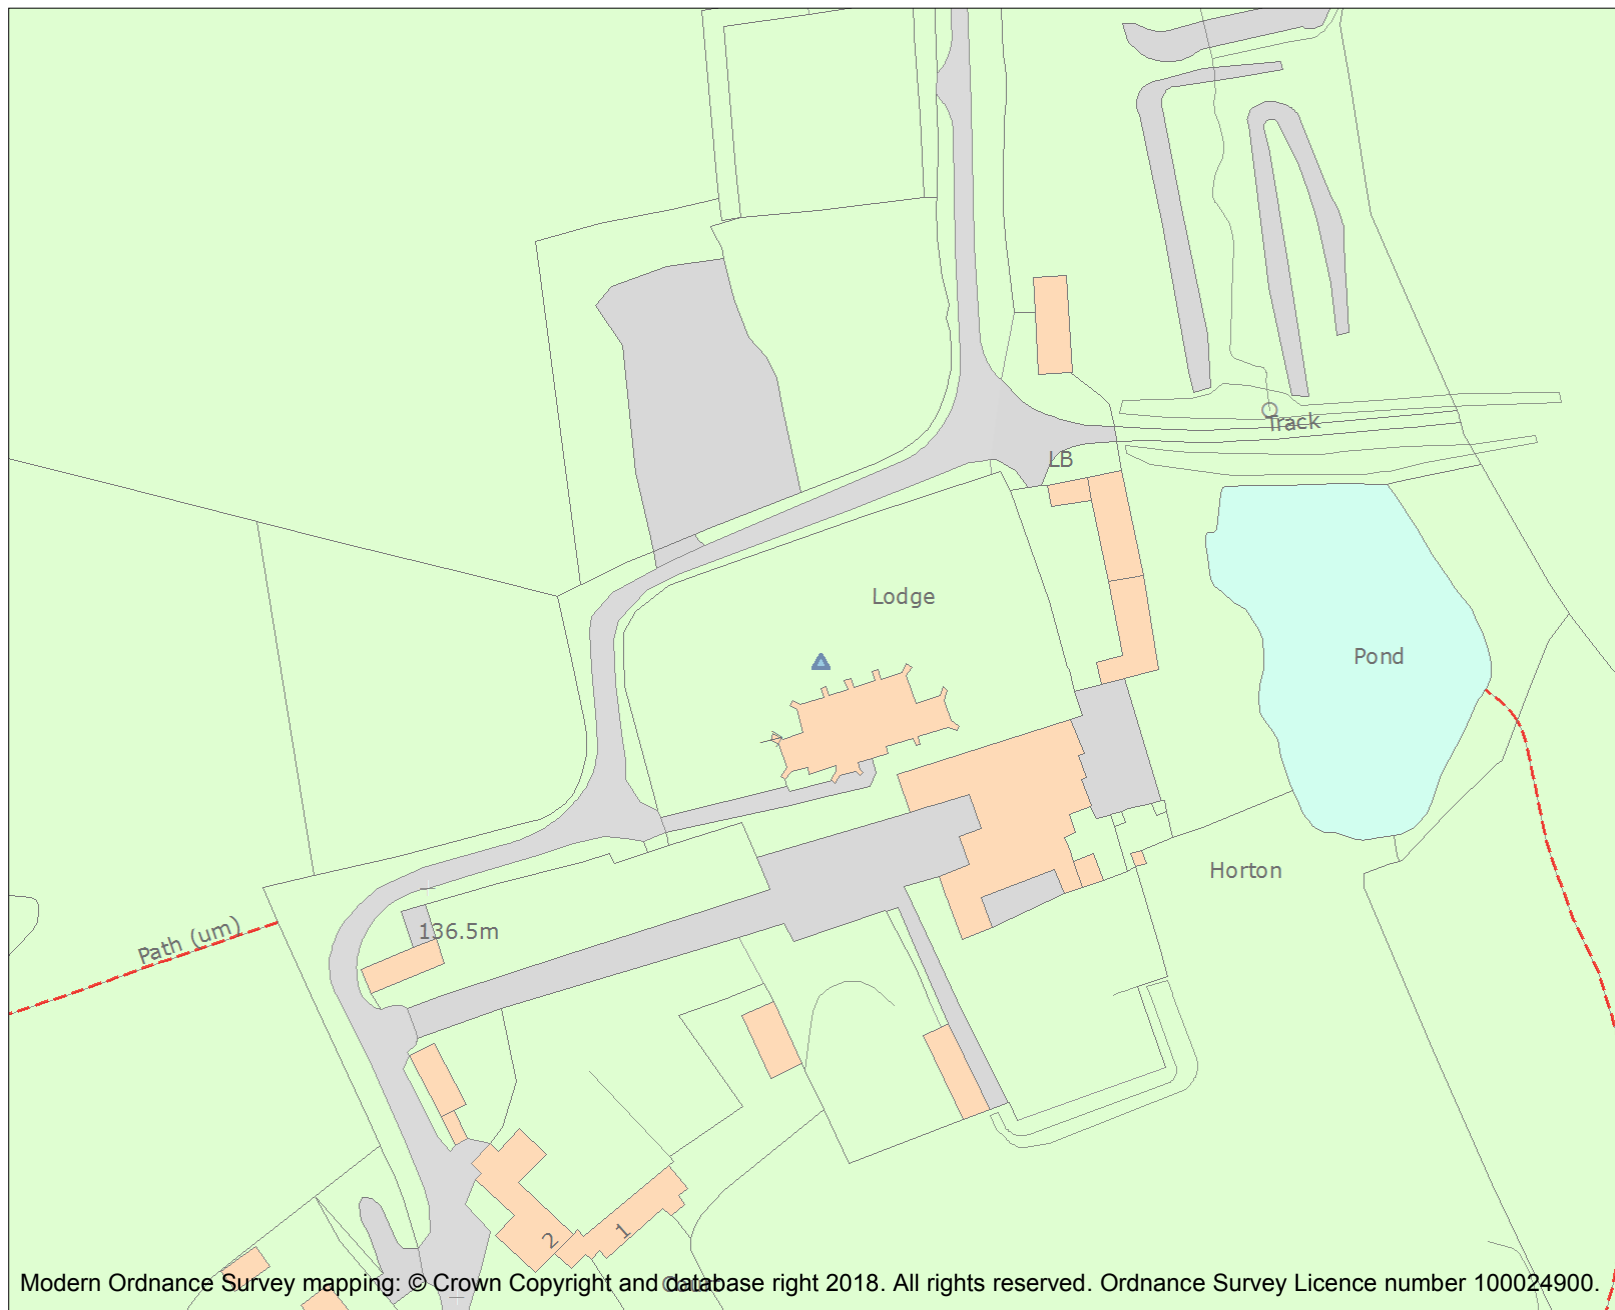 Track
LB
Lodge
Pond
Horton
Path (um)
136.5m
2
1
Modern Ordnance Survey mapping: © Crown Copyright and database right 2018. All rights reserved. Ordnance Survey Licence number 100024900.